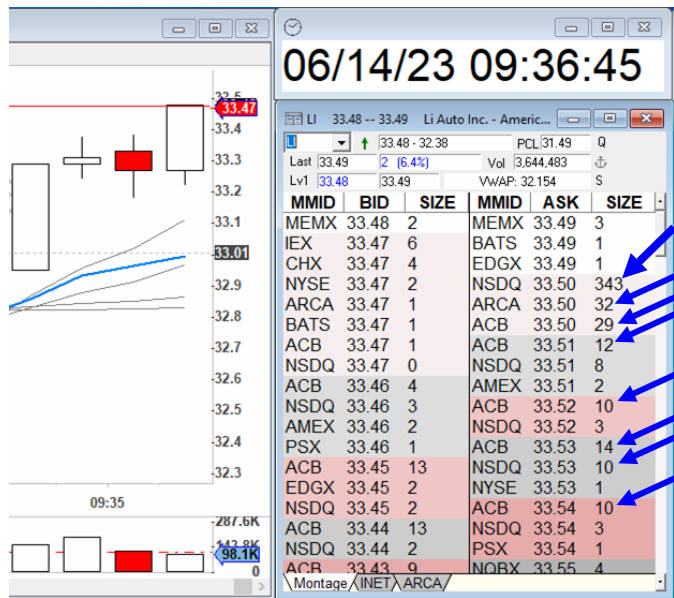 33.5
33.47
33.4
33.3
33.2
33.1
33.01
32.9
32.8
32.7
32.6
32.5
32.4
32.3
09:35
287.6K
143.8K
98.1K
0
06/14/23 09:36:45
LI 33.48 -- 33.49 Li Auto Inc. - Americ...
LI 33.48 - 32.38 PCL 31.49 Q
Last 33.49 2 (6.4%) Vol 3,644,483
Lv1 33.48 33.49 VWAP: 32.154 S
MMID BID SIZE MMID ASK SIZE
MEMX 33.48 2 MEMX 33.49 3
IEX 33.47 6 BATS 33.49 1
CHX 33.47 4 EDGX 33.49 1
NYSE 33.47 2 NSDQ 33.50 343
ARCA 33.47 1 ARCA 33.50 32
BATS 33.47 1 ACB 33.50 29
ACB 33.47 1 ACB 33.51 12
NSDQ 33.47 0 NSDQ 33.51 8
ACB 33.46 4 AMEX 33.51 2
NSDQ 33.46 3 ACB 33.52 10
AMEX 33.46 2 NSDQ 33.52 3
PSX 33.46 1 ACB 33.53 14
ACB 33.45 13 NSDQ 33.53 10
EDGX 33.45 2 NYSE 33.53 1
NSDQ 33.45 2 ACB 33.54 10
ACB 33.44 13 NSDQ 33.54 3
NSDQ 33.44 2 PSX 33.54 1
ACB 33.43 9 NQBX 33.55 4
Montage INET ARCA